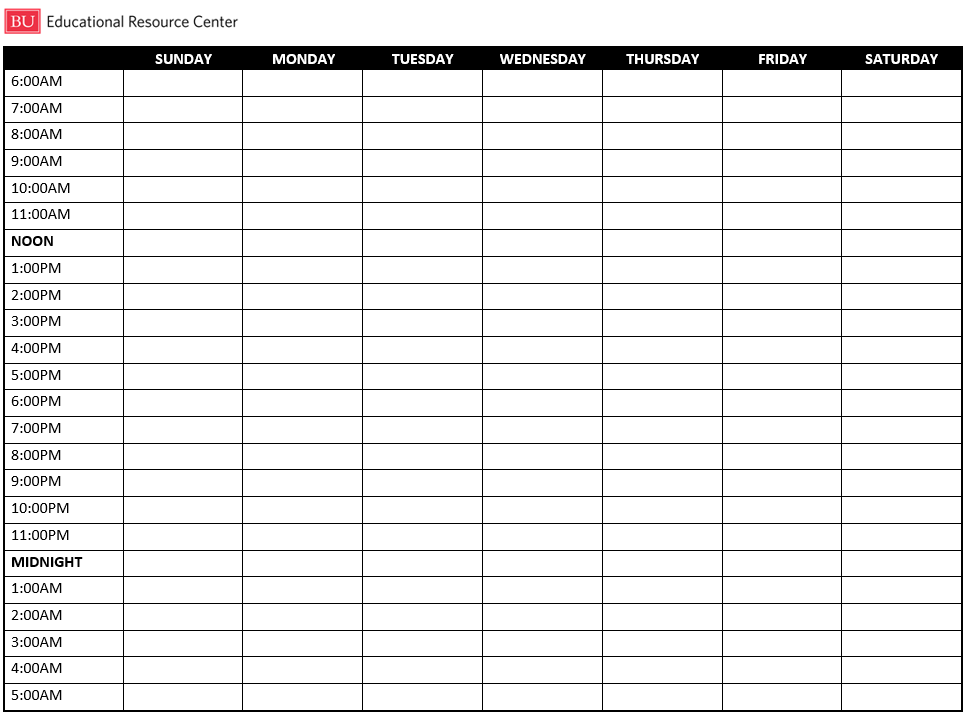 BU Educational Resource Center
SUNDAY MONDAY TUESDAY WEDNESDAY THURSDAY FRIDAY SATURDAY
6:00AM
7:00AM
8:00AM
9:00AM
10:00AM
11:00AM
NOON
1:00PM
2:00PM
3:00PM
4:00PM
5:00PM
6:00PM
7:00PM
8:00PM
9:00PM
10:00PM
11:00PM
MIDNIGHT
1:00AM
2:00AM
3:00AM
4:00AM
5:00AM